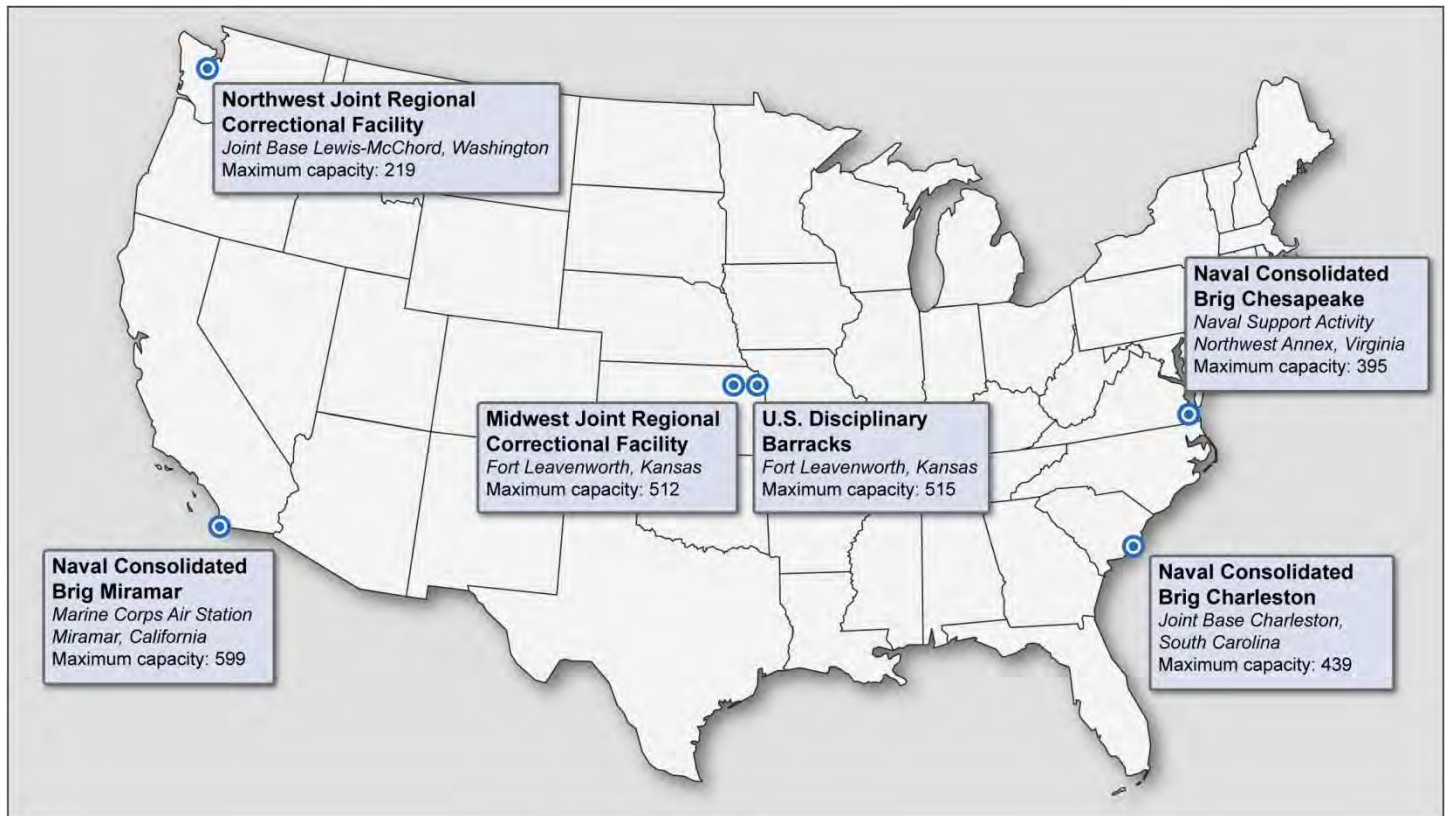 Northwest Joint Regional
Correctional Facility
Joint Base Lewis-McChord, Washington
Maximum capacity: 219
Naval Consolidated
Brig Chesapeake
Naval Support Activity
Northwest Annex, Virginia
Maximum capacity: 395
Midwest Joint Regional
Correctional Facility
Fort Leavenworth, Kansas
Maximum capacity: 512
U.S. Disciplinary
Barracks
Fort Leavenworth, Kansas
Maximum capacity: 515
Naval Consolidated
Brig Miramar
Marine Corps Air Station
Miramar, California
Maximum capacity: 599
Naval Consolidated
Brig Charleston
Joint Base Charleston,
South Carolina
Maximum capacity: 439